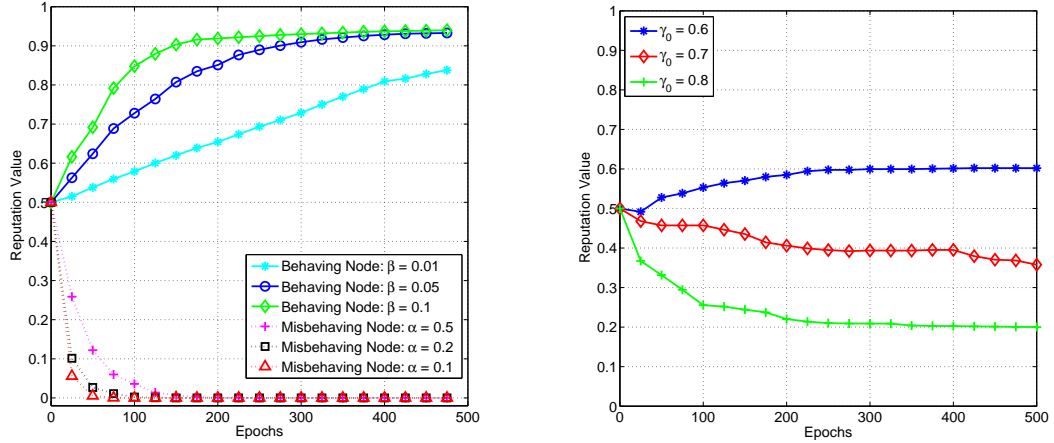 1
0.9
0.8
0.7
0.6
0.5
0.4
0.3
0.2
0.1
0
Reputation Value
0 100 200 300 400 500
Epochs
Behaving Node: β = 0.01
Behaving Node: β = 0.05
Behaving Node: β = 0.1
Misbehaving Node: α = 0.5
Misbehaving Node: α = 0.2
Misbehaving Node: α = 0.1
1
0.9
0.8
0.7
0.6
0.5
0.4
0.3
0.2
0.1
0
Reputation Value
0 100 200 300 400 500
Epochs
γ0 = 0.6
γ0 = 0.7
γ0 = 0.8